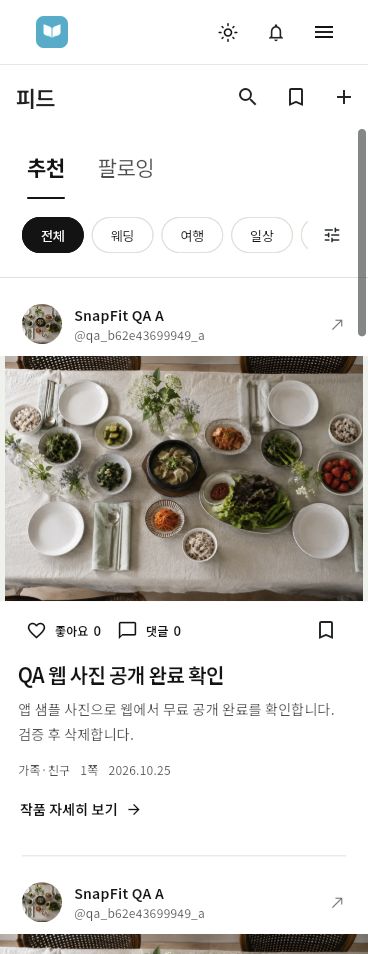 피드
추천 팔로잉
전체 웨딩 여행 일상
SnapFit QA A
@qa_b62e43699949_a
좋아요 0 댓글 0
QA 웹 사진 공개 완료 확인
앱 샘플 사진으로 웹에서 무료 공개 완료를 확인합니다.
검증 후 삭제합니다.
가족·친구 1쪽 2026.10.25
작품 자세히 보기
SnapFit QA A
@qa_b62e43699949_a